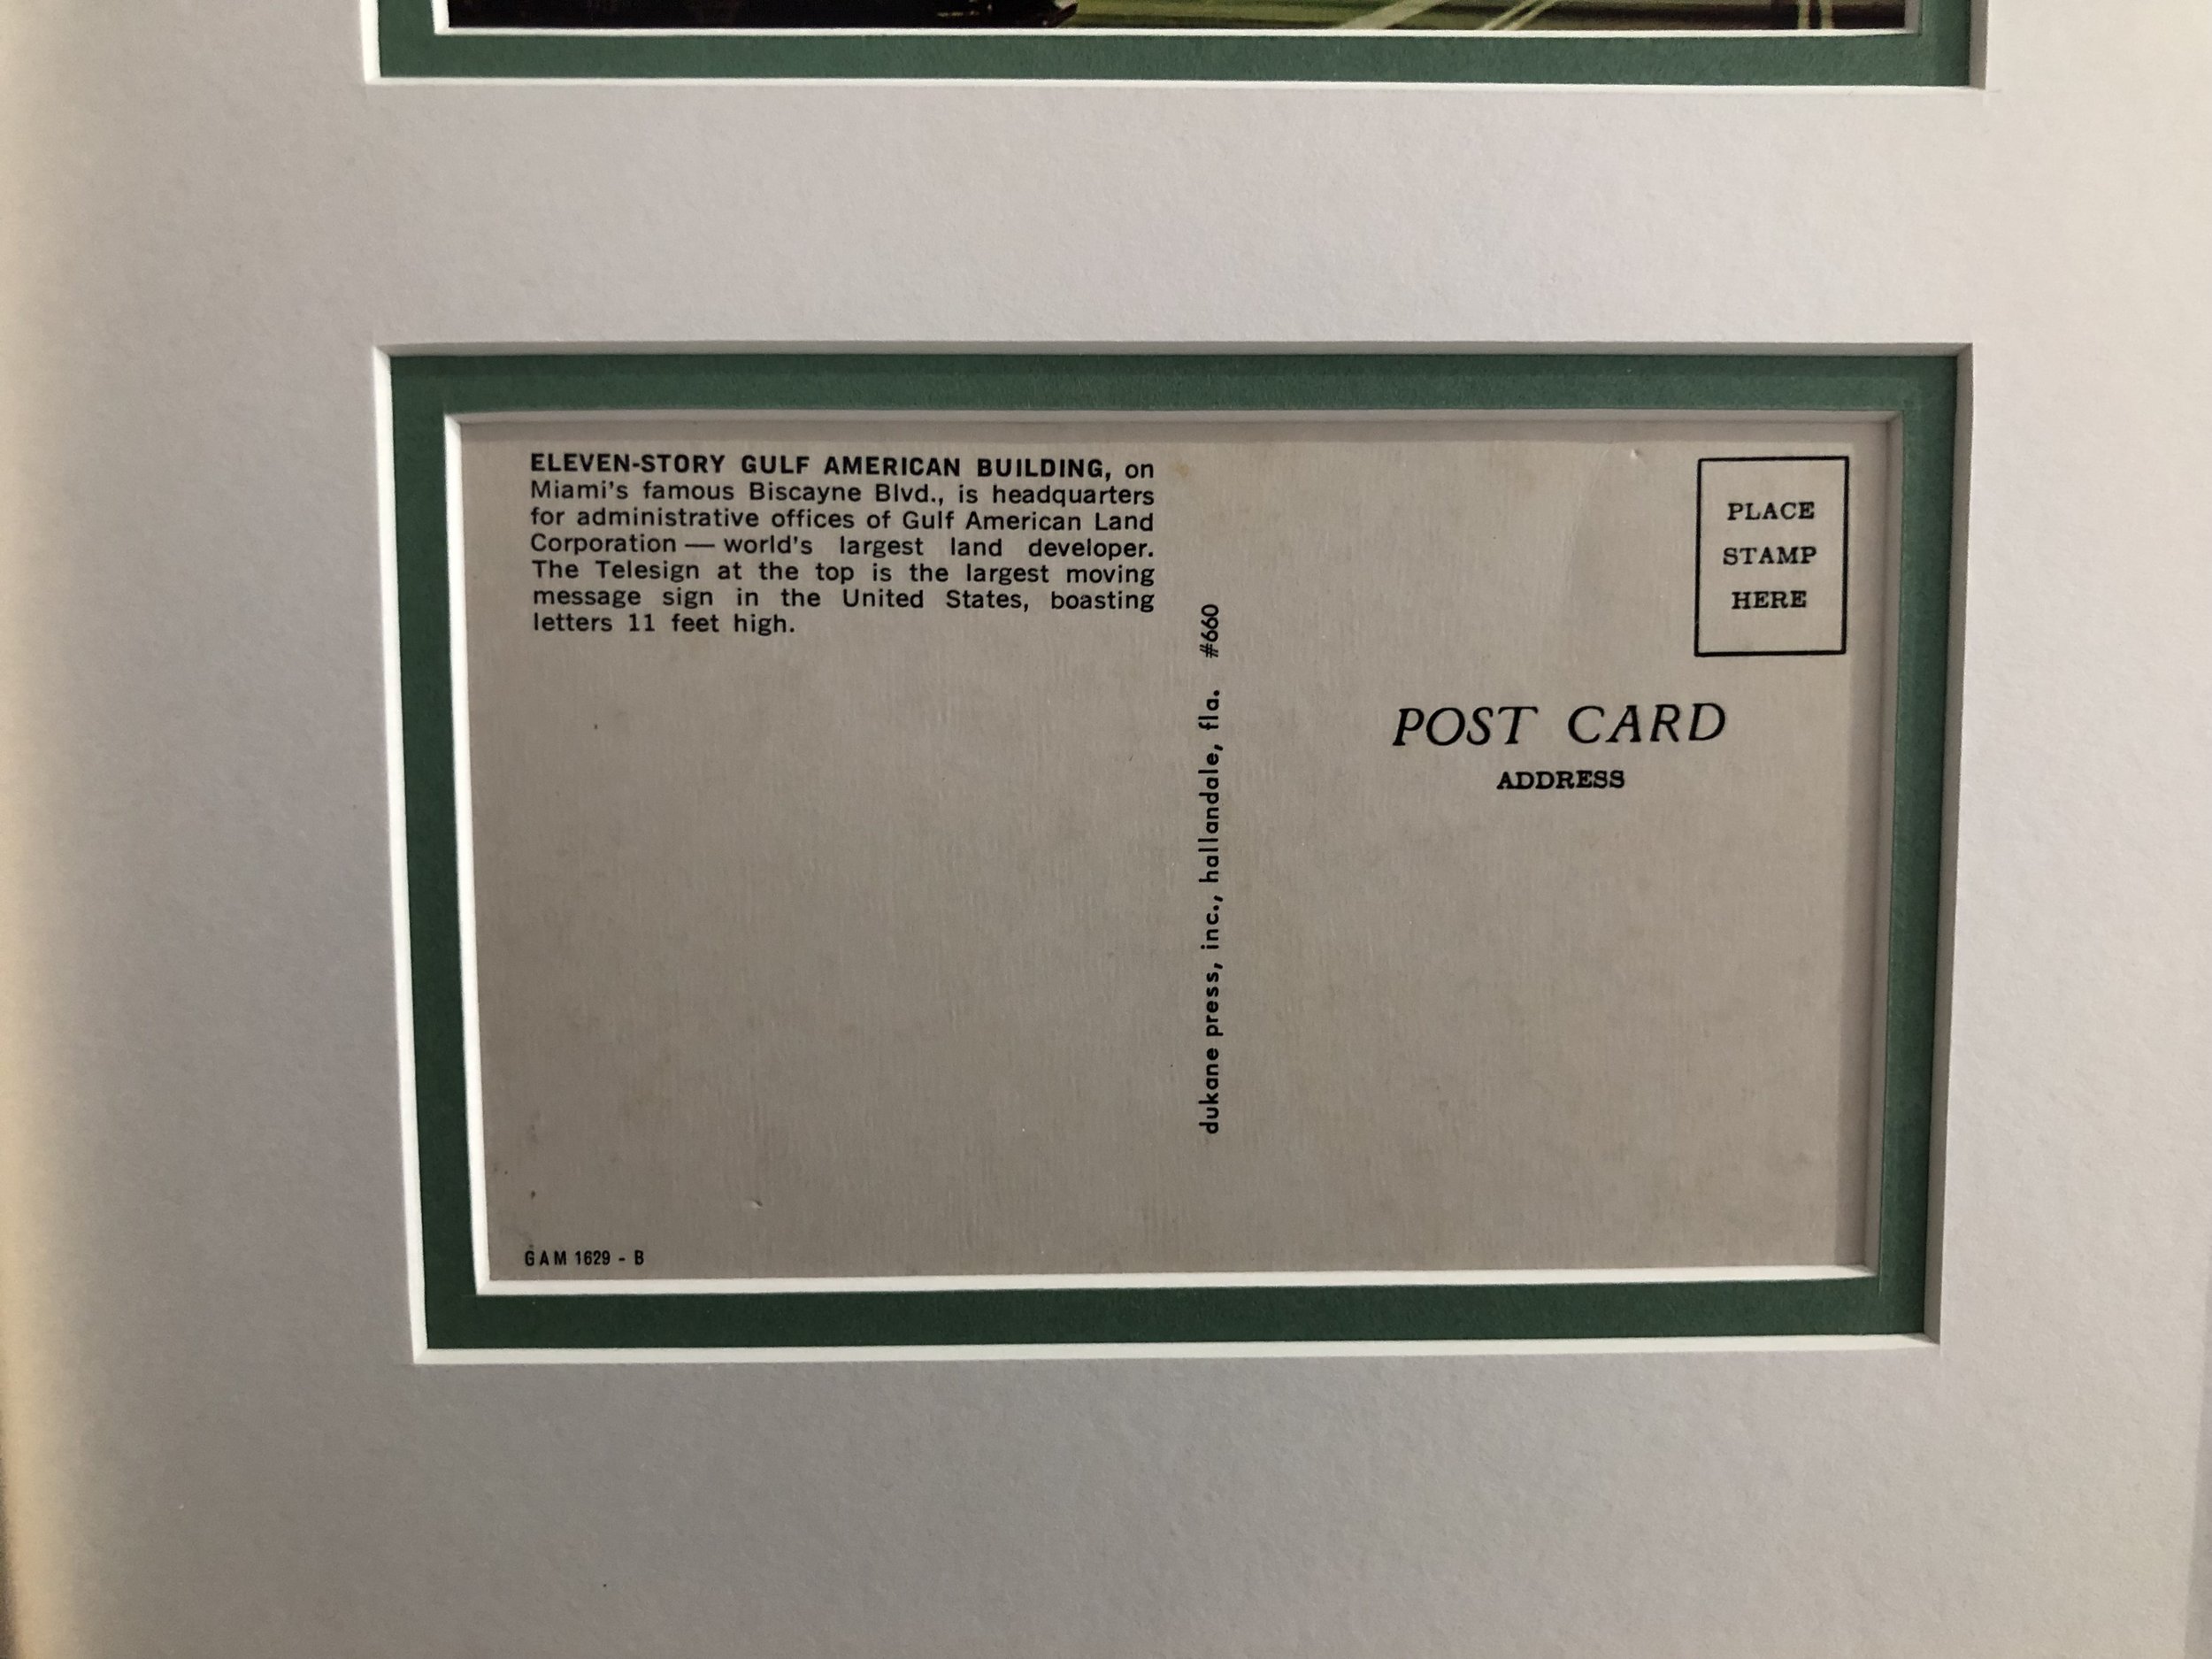 ELEVEN-STORY GULF AMERICAN BUILDING, on
Miami's famous Biscayne Blvd., is headquarters
for administrative offices of Gulf American Land
Corporation — world's largest land developer.
The Telesign at the top is the largest moving
message sign in the United States, boasting
letters 11 feet high.
GAM 1629 - B
dukane press, inc., hallandale, fla. #660
PLACE
STAMP
HERE
POST CARD
ADDRESS